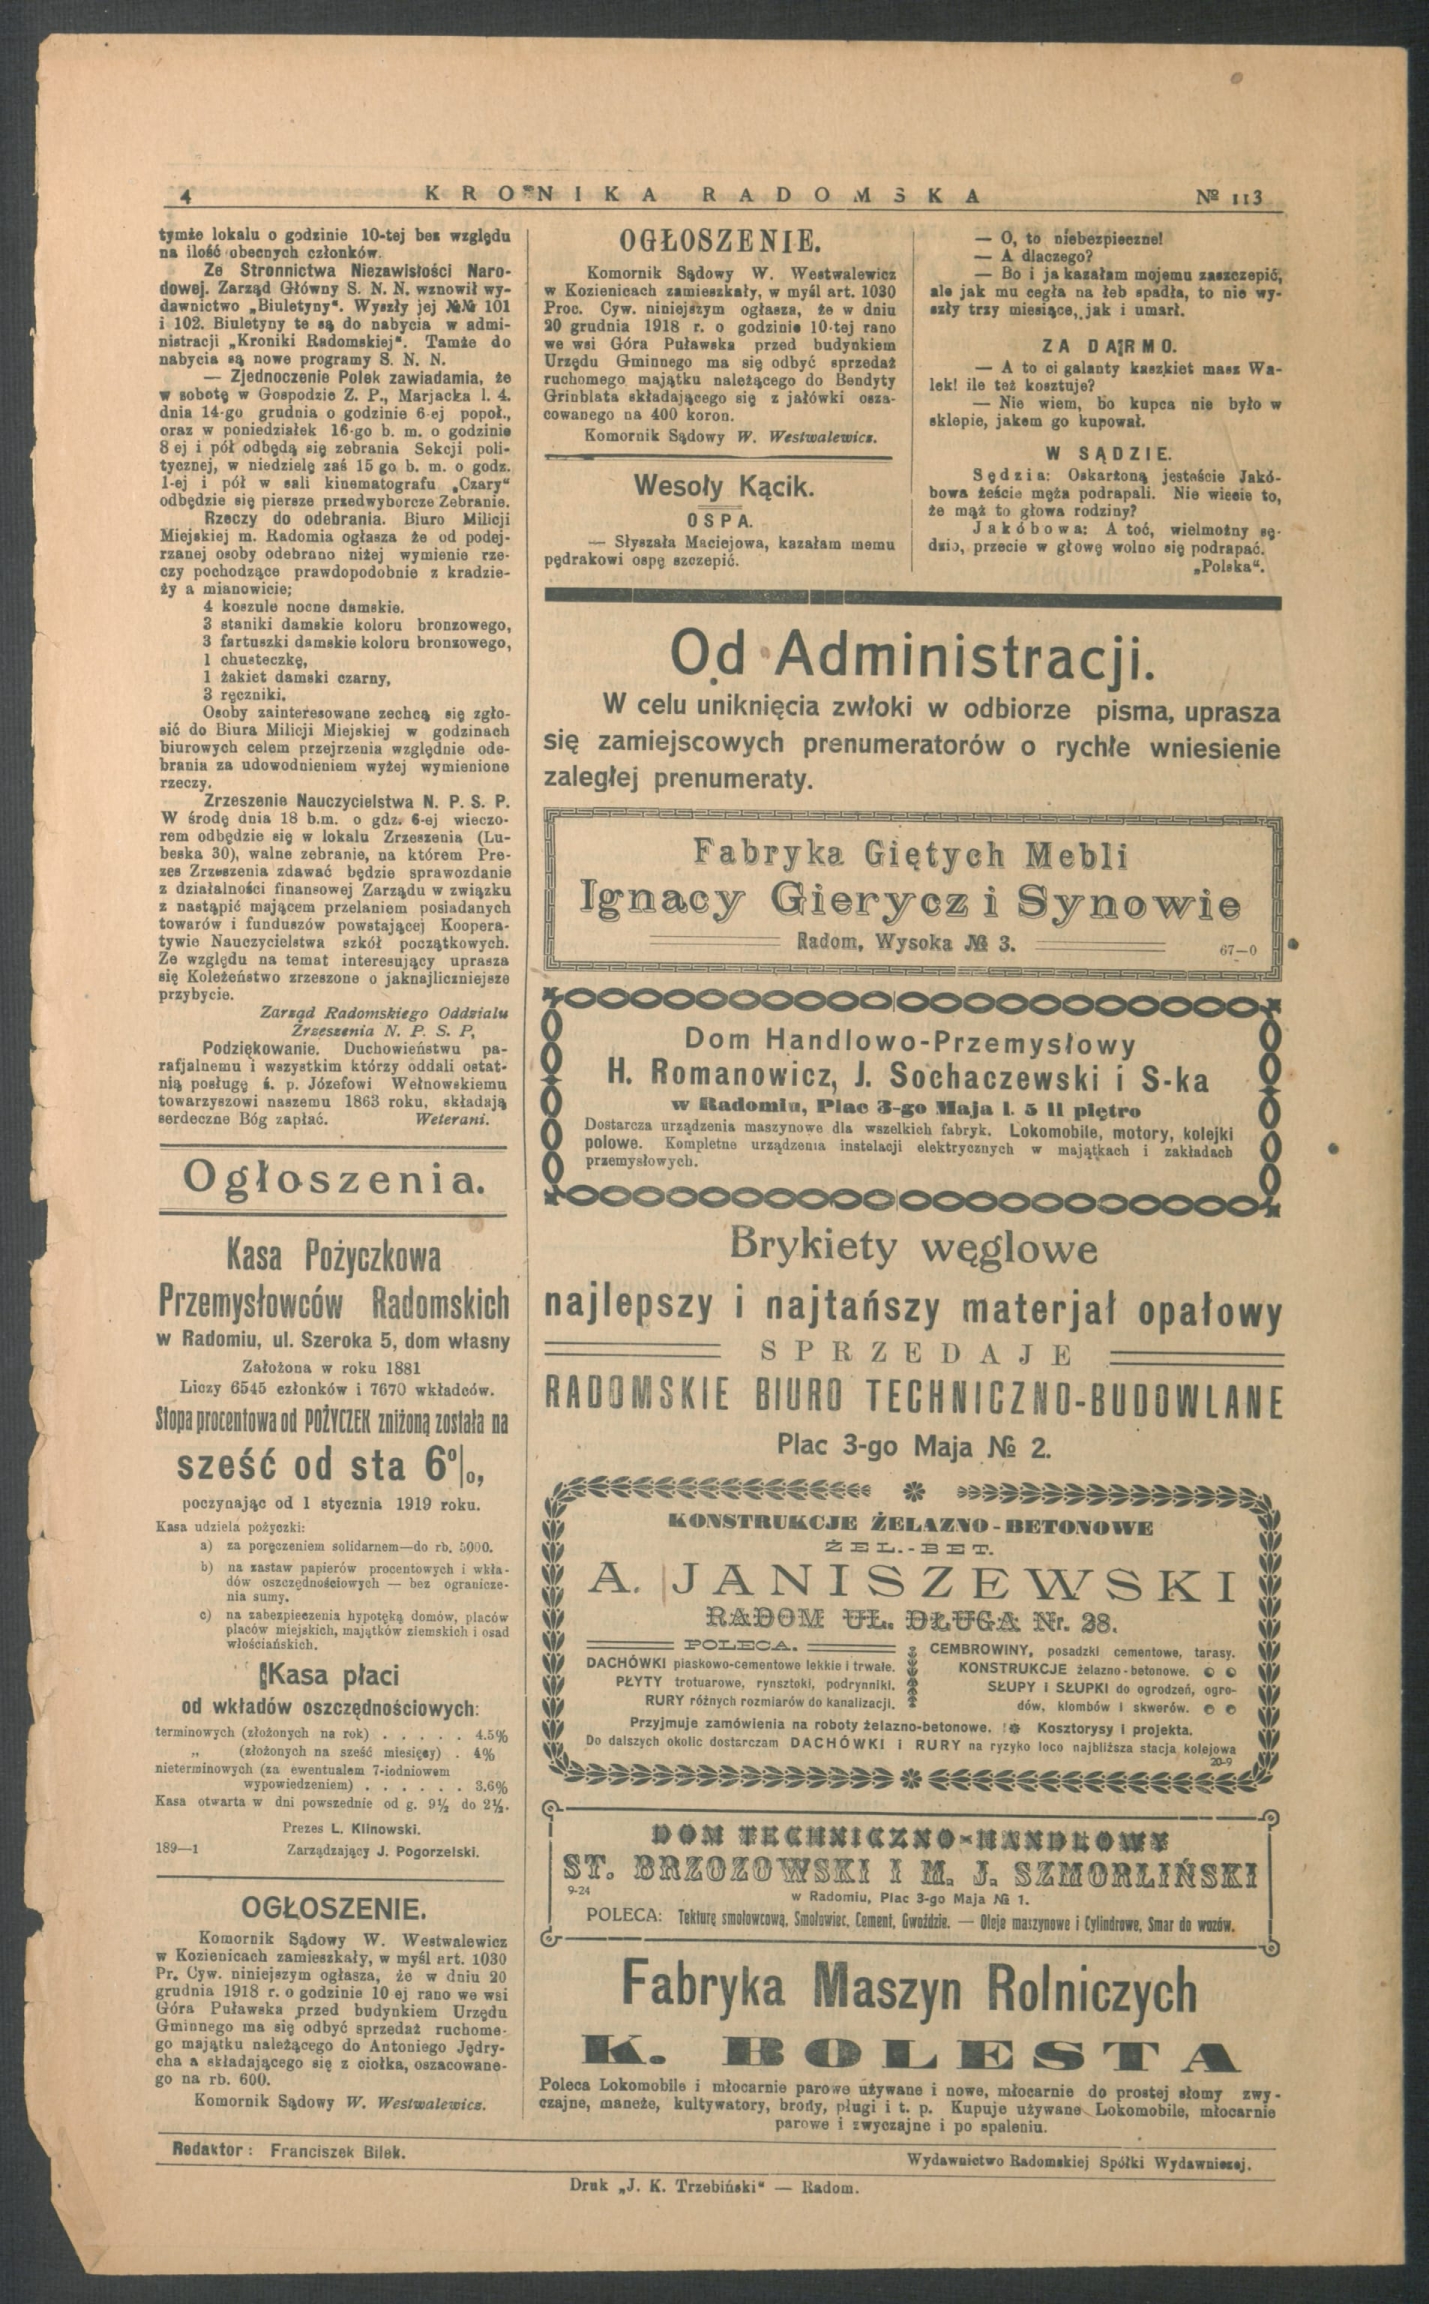 4
KRONIKA RADOMSKA
№ 113
tymże lokalu o godzinie 10-tej bez względu
na ilość obecnych członków.
Ze Stronnictwa Niezawisłości Naro-
dowej. Zarząd Główny S. N. N. wznowił wy-
dawnictwo „Biuletyny“. Wyszły jej №№ 101
i 102. Biuletyny te są do nabycia w admi-
nistracji „Kroniki Radomskiej“. Tamże do
nabycia są nowe programy S. N. N.
— Zjednoczenie Polek zawiadamia, że
w sobotę w Gospodzie Z. P., Marjacka l. 4.
dnia 14-go grudnia o godzinie 6-ej popoł.,
oraz w poniedziałek 16-go b. m. o godzinie
8 ej i pół odbędą się zebrania Sekcji poli-
tycznej, w niedzielę zaś 15 go b. m. o godz.
1-ej i pół w sali kinematografu „Czary“
odbędzie się piersze przedwyborcze Zebranie.
Rzeczy do odebrania. Biuro Milicji
Miejskiej m. Radomia ogłasza że od podej-
rzanej osoby odebrano niżej wymienie rze-
czy pochodzące prawdopodobnie z kradzie-
ży a mianowicie;
4 koszule nocne damskie.
3 staniki damskie koloru bronzowego,
3 fartuszki damskie koloru bronzowego,
1 chusteczkę,
1 żakiet damski czarny,
3 ręczniki.
Osoby zainteresowane zechcą się zgło-
sić do Biura Milicji Miejskiej w godzinach
biurowych celem przejrzenia względnie ode-
brania za udowodnieniem wyżej wymienione
rzeczy.
Zrzeszenie Nauczycielstwa N. P. S. P.
W środę dnia 18 b.m. o gdz. 6-ej wieczo-
rem odbędzie się w lokalu Zrzeszenia (Lu-
beska 30), walne zebranie, na którem Pre-
zes Zrzeszenia zdawać będzie sprawozdanie
z działalności finansowej Zarządu w związku
z nastąpić mającem przelaniem posiadanych
towarów i funduszów powstającej Koopera-
tywie Nauczycielstwa szkół początkowych.
Ze względu na temat interesujący uprasza
się Koleżeństwo zrzeszone o jaknajliczniejsze
przybycie.
Zarząd Radomskiego Oddziału
Zrzeszenia N. P. S. P,
Podziękowanie. Duchowieństwu pa-
rafjalnemu i wszystkim którzy oddali ostat-
nią posługę ś. p. Józefowi Wełnowskiemu
towarzyszowi naszemu 1863 roku, składają
serdeczne Bóg zapłać. Weterani.
Ogłoszenia.
Kasa Pożyczkowa
Przemysłowców Radomskich
w Radomiu, ul. Szeroka 5, dom własny
Założona w roku 1881
Liczy 6545 członków i 7670 wkładców.
Stopa procentowa od POŻYCZEK zniżoną została na
sześć od sta 6%,
poczynając od 1 stycznia 1919 roku.
Kasa udziela pożyczki:
a) za poręczeniem solidarnem—do rb. 5000.
b) na zastaw papierów procentowych i wkła-
dów oszczędnościowych — bez ogranicze-
nia sumy.
c) na zabezpieczenia hypoteką domów, placów
placów miejskich, majątków ziemskich i osad
włościańskich.
Kasa płaci
od wkładów oszczędnościowych:
terminowych (złożonych na rok) . . . . . 4.5%
„ (złożonych na sześć miesięcy) . 4%
nieterminowych (za ewentualem 7-iodniowem
wypowiedzeniem) . . . . . . 3.6%
Kasa otwarta w dni powszednie od g. 9½ do 2½.
Prezes L. Klinowski.
189—1 Zarządzający J. Pogorzelski.
OGŁOSZENIE.
Komornik Sądowy W. Westwalewicz
w Kozienicach zamieszkały, w myśl art. 1030
Pr. Cyw. niniejszym ogłasza, że w dniu 20
grudnia 1918 r. o godzinie 10 ej rano we wsi
Góra Puławska przed budynkiem Urzędu
Gminnego ma się odbyć sprzedaż ruchome-
go majątku należącego do Antoniego Jędry-
cha a składającego się z ciołka, oszacowane-
go na rb. 600.
Komornik Sądowy W. Westwalewicz.
OGŁOSZENIE.
Komornik Sądowy W. Westwalewicz
w Kozienicach zamieszkały, w myśl art. 1030
Proc. Cyw. niniejszym ogłasza, że w dniu
20 grudnia 1918 r. o godzinie 10-tej rano
we wsi Góra Puławska przed budynkiem
Urzędu Gminnego ma się odbyć sprzedaż
ruchomego majątku należącego do Bendyty
Grinblata składającego się z jałówki osza-
cowanego na 400 koron.
Komornik Sądowy W. Westwalewicz.
Wesoły Kącik.
OSPA.
— Słyszała Maciejowa, kazałam memu
pędrakowi ospę szczepić.
— O, to niebezpieczne!
— A dlaczego?
— Bo i ja kazałam mojemu zaszczepić,
ale jak mu cegła na łeb spadła, to nie wy-
szły trzy miesiące, jak i umarł.
ZA DARMO.
— A to ci galanty kaszkiet masz Wa-
lek! ile też kosztuje?
— Nie wiem, bo kupca nie było w
sklepie, jakem go kupował.
W SĄDZIE.
Sędzia: Oskarżoną jesteście Jakó-
bowa żeście męża podrapali. Nie wiecie to,
że mąż to głowa rodziny?
Jakóbowa: A toć, wielmożny sę-
dzio, przecie w głowę wolno się podrapać.
„Polska“.
Od Administracji.
W celu uniknięcia zwłoki w odbiorze pisma, uprasza
się zamiejscowych prenumeratorów o rychłe wniesienie
zaległej prenumeraty.
Fabryka Giętych Mebli
Ignacy Gierycz i Synowie
Radom, Wysoka № 3.
67—0
Dom Handlowo-Przemysłowy
H. Romanowicz, J. Sochaczewski i S-ka
w Radomiu, Plac 3-go Maja l. 5 II piętro
Dostarcza urządzenia maszynowe dla wszelkich fabryk. Lokomobile, motory, kolejki
polowe. Kompletne urządzenia instelacji elektrycznych w majątkach i zakładach
przemysłowych.
Brykiety węglowe
najlepszy i najtańszy materjał opałowy
SPRZEDAJE
RADOMSKIE BIURO TECHNICZNO-BUDOWLANE
Plac 3-go Maja № 2.
KONSTRUKCJE ŻELAZNO-BETONOWE
ŻEL.-BET.
A. JANISZEWSKI
RADOM UL. DŁUGA Nr. 28.
POLECA.
DACHÓWKI piaskowo-cementowe lekkie i trwałe.
PŁYTY trotuarowe, rynsztoki, podrynniki.
RURY różnych rozmiarów do kanalizacji.
CEMBROWINY, posadzki cementowe, tarasy.
KONSTRUKCJE żelazno-betonowe.
SŁUPY i SŁUPKI do ogrodzeń, ogro-
dów, klombów i skwerów.
Przyjmuje zamówienia na roboty żelazno-betonowe. Kosztorysy i projekta.
Do dalszych okolic dostarczam DACHÓWKI i RURY na ryzyko loco najbliższa stacja kolejowa
20-9
DOM TECHNICZNO-HANDLOWY
ST. BRZOZOWSKI I M. J. SZMORLIŃSKI
9-24
w Radomiu, Plac 3-go Maja № 1.
POLECA: Tekturę smołowcową, Smołowiec, Cement, Gwoździe. — Oleje maszynowe i Cylindrowe, Smar do wozów.
Fabryka Maszyn Rolniczych
K. BOLESTA
Poleca Lokomobile i młocarnie parowe używane i nowe, młocarnie do prostej słomy zwy-
czajne, maneże, kultywatory, brony, pługi i t. p. Kupuje używane Lokomobile, młocarnie
parowe i zwyczajne i po spaleniu.
Redaktor: Franciszek Bilek.
Wydawnictwo Radomskiej Spółki Wydawniczej.
Druk „J. K. Trzebiński“ — Radom.